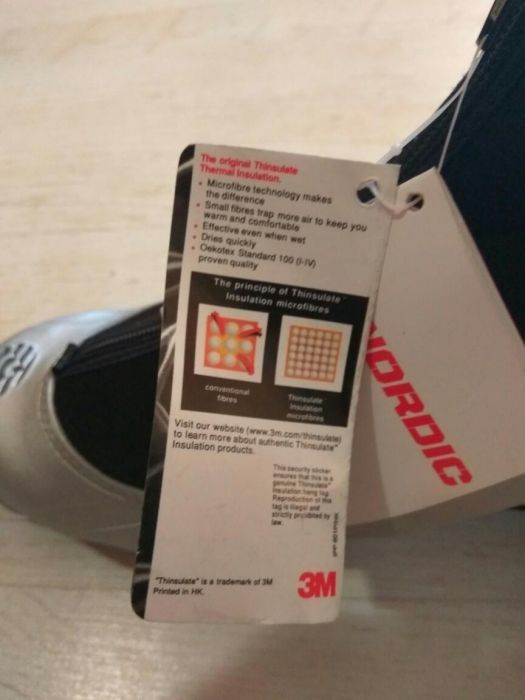 The original Thinsulate
Thermal Insulation.
• Microfibre technology makes
the difference
• Small fibres trap more air to keep you
warm and comfortable
• Effective even when wet
• Dries quickly
• Oekotex Standard 100 (I-IV)
proven quality
The principle of Thinsulate™
Insulation microfibres
conventional
fibres
Thinsulate™
Insulation
microfibres
Visit our website (www.3m.com/thinsulate)
to learn more about authentic Thinsulate™
Insulation products.
This security sticker
ensures that this is a
genuine Thinsulate™
Insulation hang tag.
Reproduction of this
tag is illegal and
strictly prohibited by
law.
"Thinsulate" is a trademark of 3M
Printed in HK.
3M
NORDIC